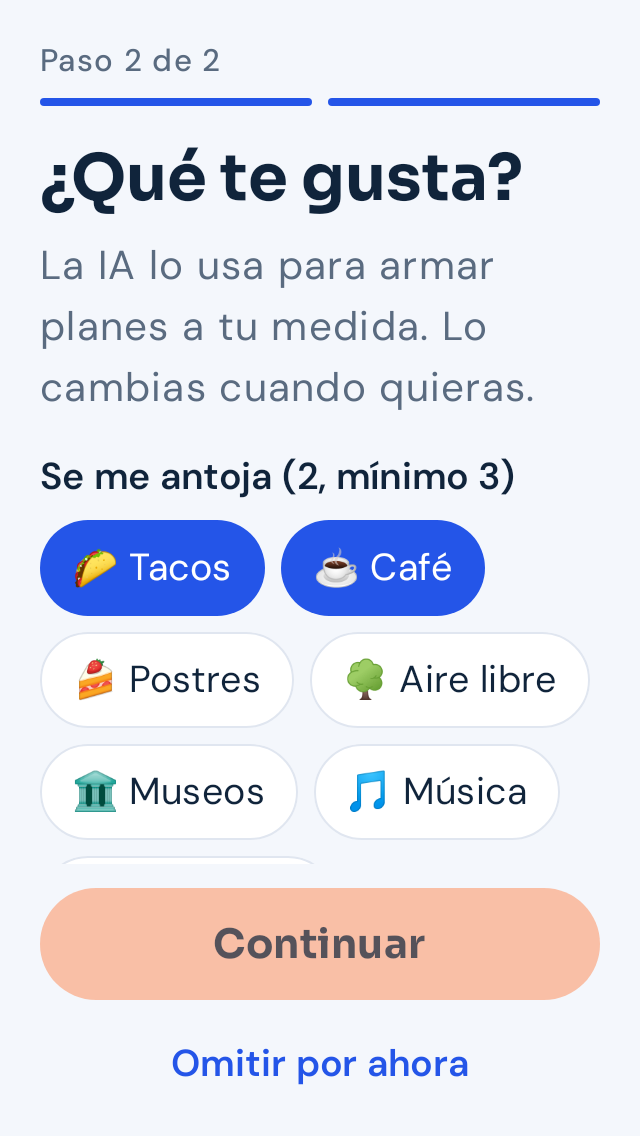 Paso 2 de 2
¿Qué te gusta?
La IA lo usa para armar
planes a tu medida. Lo
cambias cuando quieras.
Se me antoja (2, mínimo 3)
Tacos
Café
Postres
Aire libre
Museos
Música
Continuar
Omitir por ahora